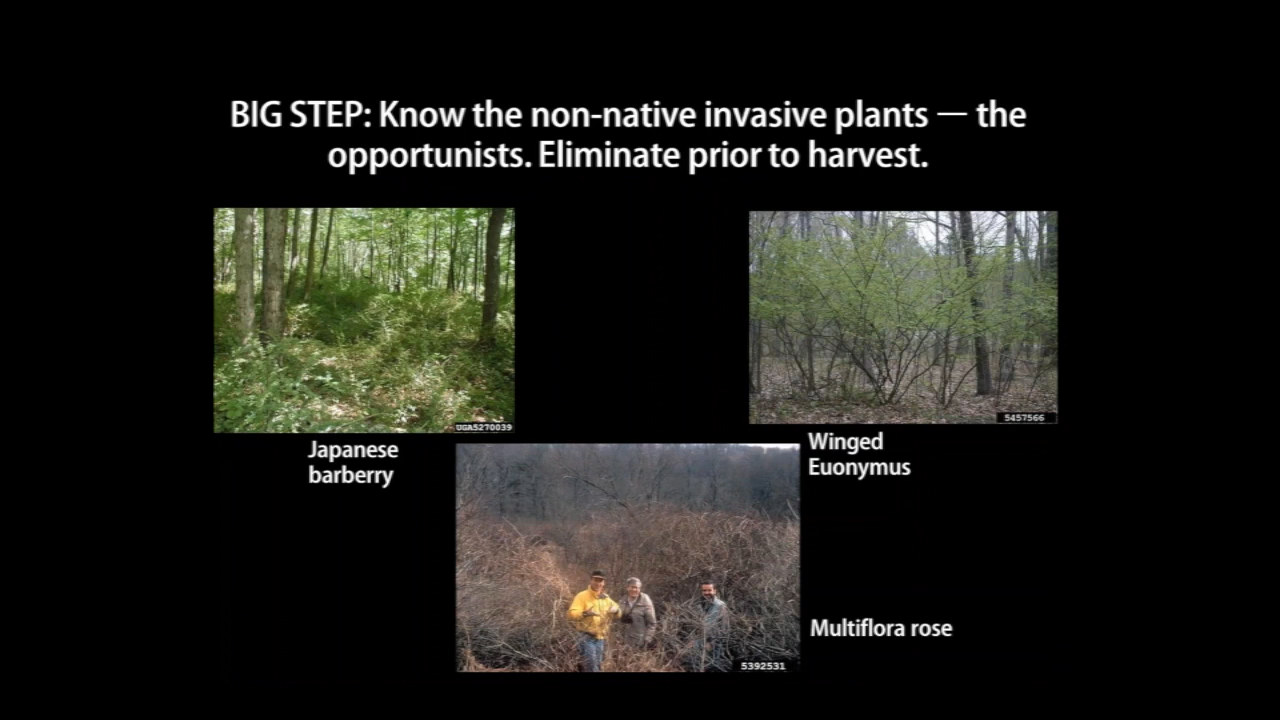 BIG STEP: Know the non-native invasive plants — the
opportunists. Eliminate prior to harvest.
UGA5270039
5457566
Japanese
barberry
Winged
Euonymus
Multiflora rose
5392531